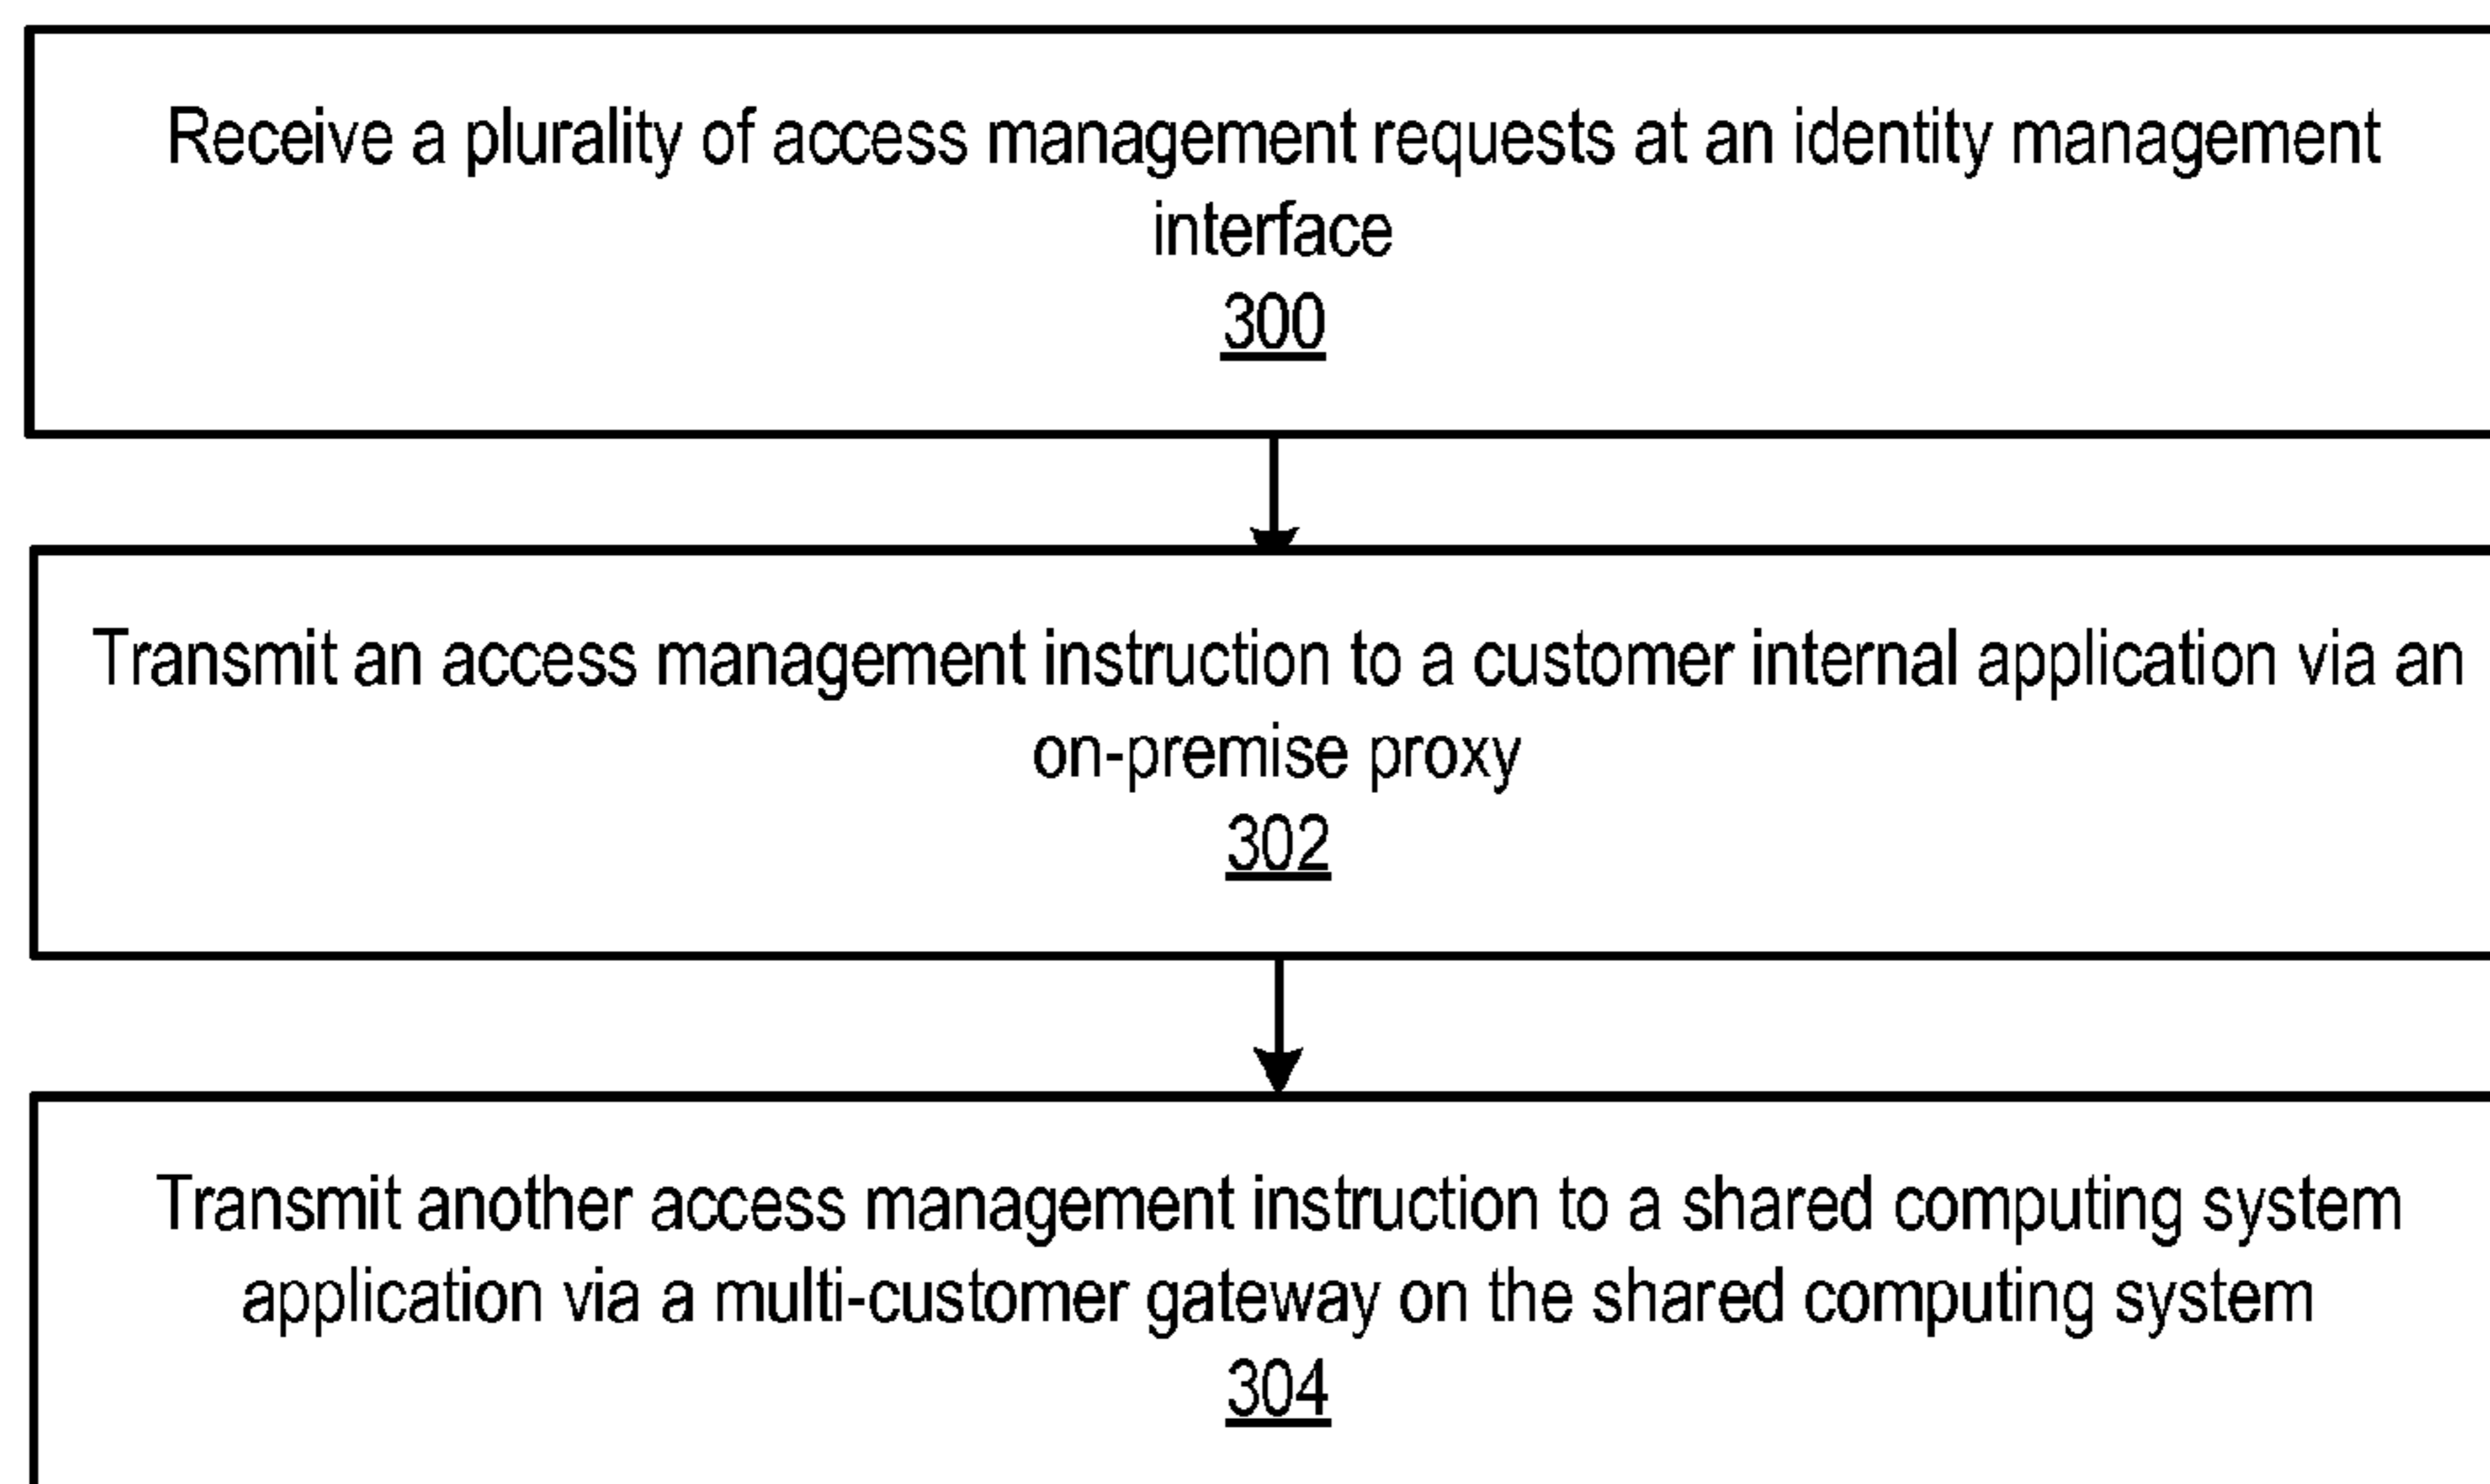 Receive a plurality of access management requests at an identity management
interface
300
Transmit an access management instruction to a customer internal application via an
on-premise proxy
302
Transmit another access management instruction to a shared computing system
application via a multi-customer gateway on the shared computing system
304